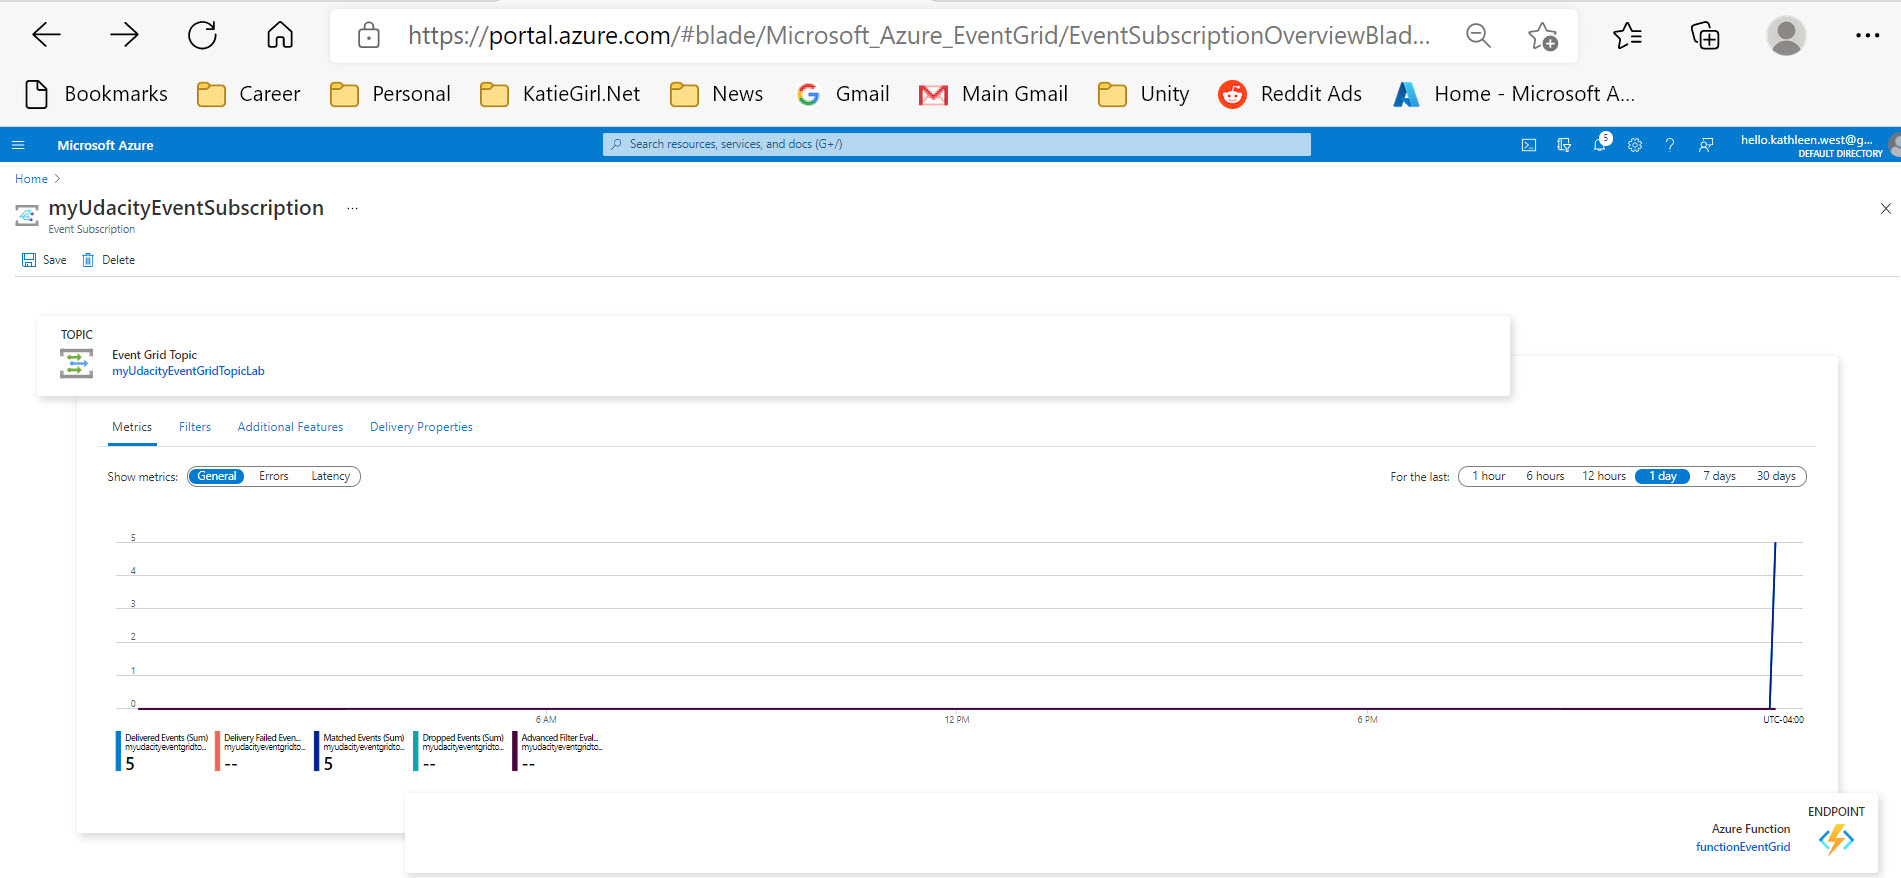 https://portal.azure.com/#blade/Microsoft_Azure_EventGrid/EventSubscriptionOverviewBlad...
Bookmarks Career Personal KatieGirl.Net News Gmail Main Gmail Unity Reddit Ads Home - Microsoft A...
Microsoft Azure
Search resources, services, and docs (G+/)
5
hello.kathleen.west@g...
DEFAULT DIRECTORY
Home >
myUdacityEventSubscription ...
Event Subscription
Save Delete
TOPIC
Event Grid Topic
myUdacityEventGridTopicLab
Metrics Filters Additional Features Delivery Properties
Show metrics: General Errors Latency
For the last: 1 hour 6 hours 12 hours 1 day 7 days 30 days
5
4
3
2
1
0
6 AM 12 PM 6 PM UTC-04:00
Delivered Events (Sum) Delivery Failed Even... Matched Events (Sum) Dropped Events (Sum) Advanced Filter Eval...
myudacityeventgridto... myudacityeventgridto... myudacityeventgridto... myudacityeventgridto... myudacityeventgridto...
5 -- 5 -- --
ENDPOINT
Azure Function
functionEventGrid